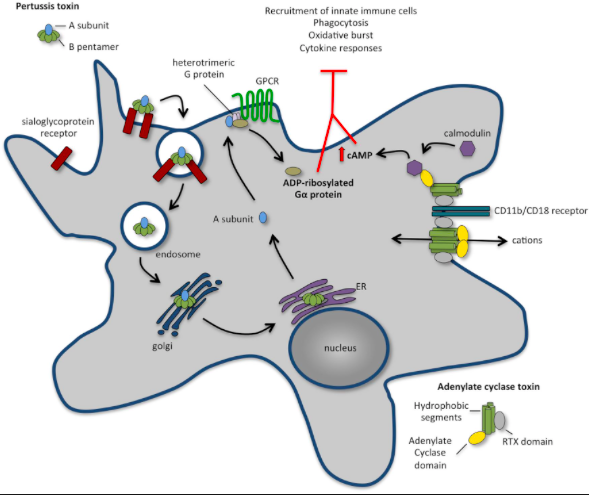 Pertussis toxin
A subunit
B pentamer
Recruitment of innate immune cells
Phagocytosis
Oxidative burst
Cytokine responses
heterotrimeric
G protein
GPCR
sialoglycoprotein
receptor
calmodulin
cAMP
ADP-ribosylated
Gα protein
CD11b/CD18 receptor
A subunit
cations
endosome
ER
golgi
nucleus
Adenylate cyclase toxin
Hydrophobic
segments
RTX domain
Adenylate
Cyclase
domain